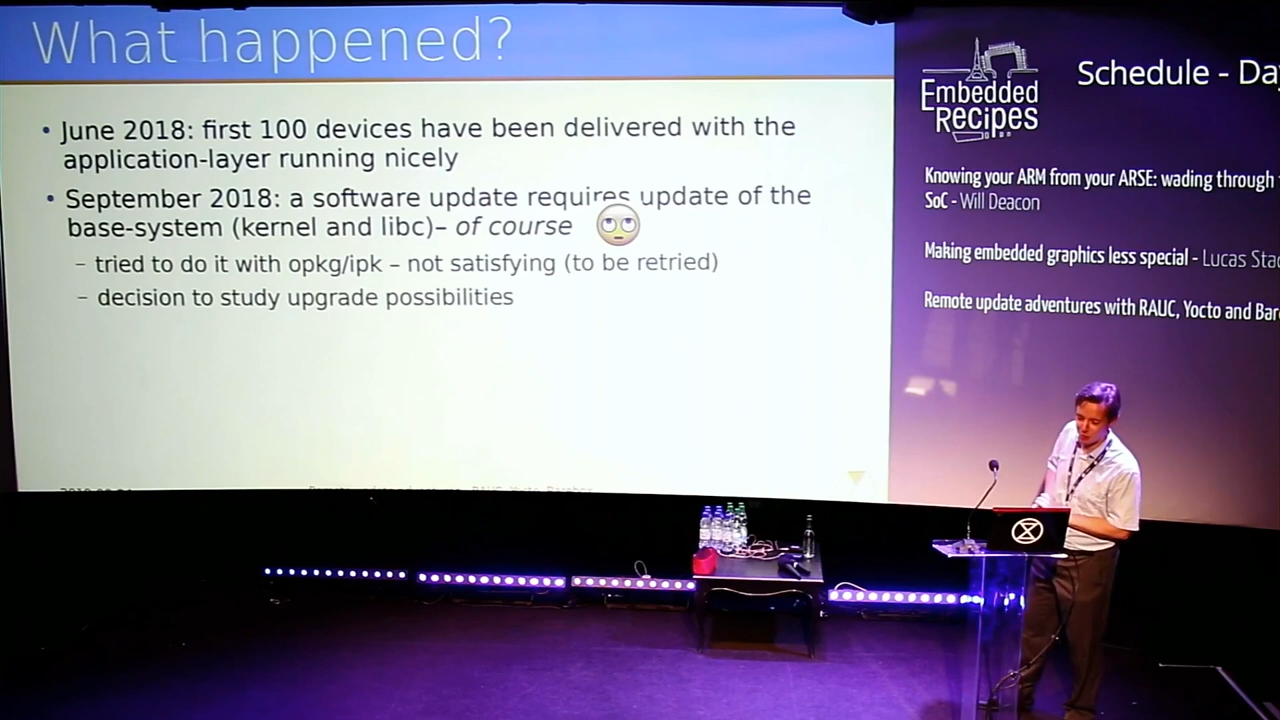 What happened?
• June 2018: first 100 devices have been delivered with the
application-layer running nicely
• September 2018: a software update requires update of the
base-system (kernel and libc)– of course
– tried to do it with opkg/ipk – not satisfying (to be retried)
– decision to study upgrade possibilities
Embedded
Recipes
Schedule - Da
Knowing your ARM from your ARSE: wading through
SoC - Will Deacon
Making embedded graphics less special - Lucas Sta
Remote update adventures with RAUC, Yocto and Bar